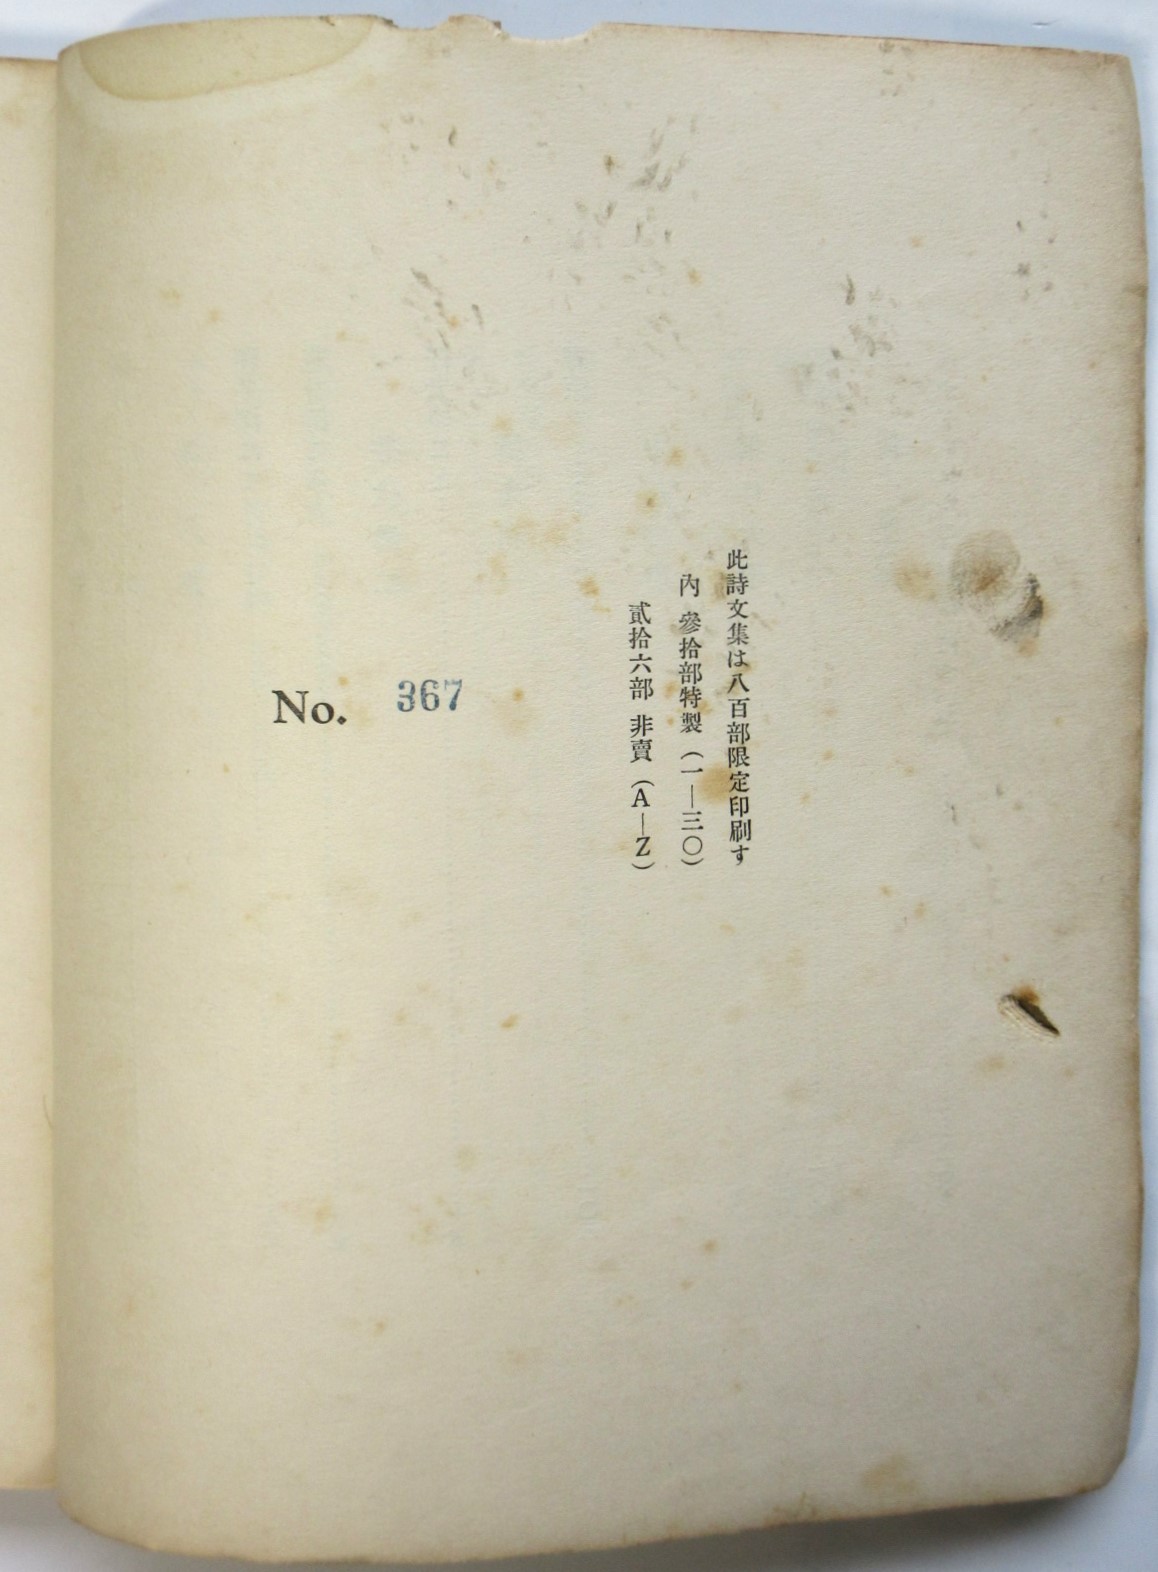 此詩文集は八百部限定印刷す
內 參拾部特製（一—三〇）
貳拾六部 非賣（A—Z）
No. 367